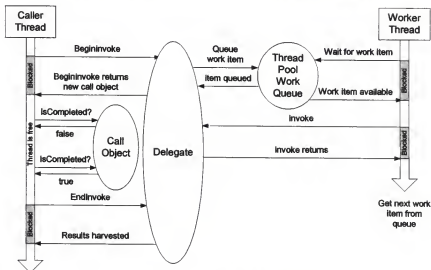 Caller
Thread
Worker
Thread
BeginInvoke
Queue
work item
Thread
Pool
Work
Queue
Wait for work item
Blocked
Blocked
BeginInvoke returns
new call object
Item queued
Work item available
IsCompleted?
false
Call
Object
Delegate
Invoke
Thread is free
Blocked
IsCompleted?
true
Invoke returns
EndInvoke
Blocked
Results harvested
Get next work
item from
queue